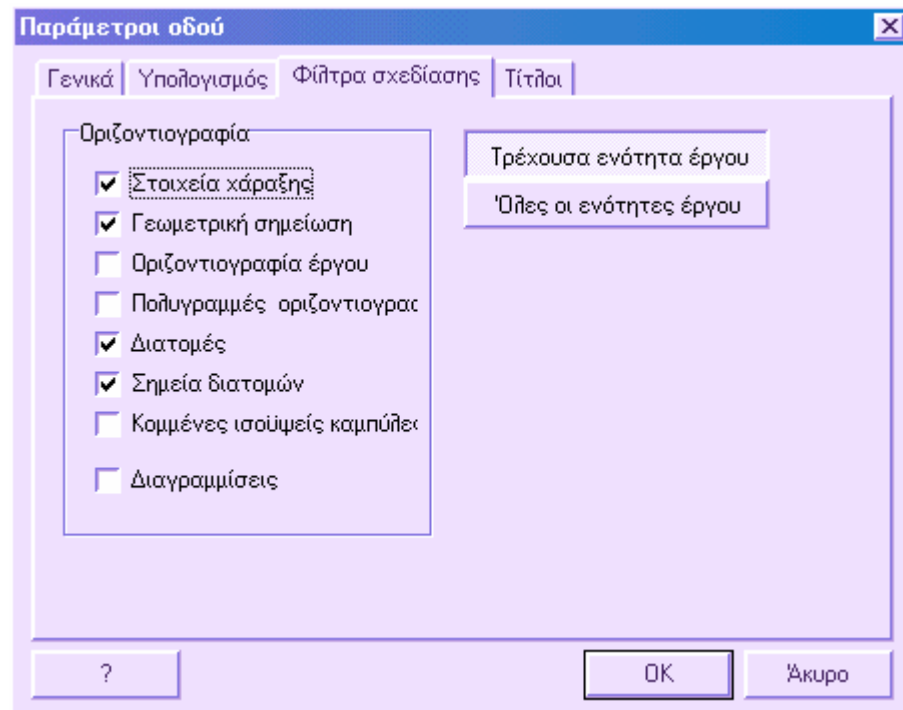 Παράμετροι οδού
Γενικά Υπολογισμός Φίλτρα σχεδίασης Τίτλοι
Οριζοντιογραφία
Στοιχεία χάραξης
Γεωμετρική σημείωση
Οριζοντιογραφία έργου
Πολυγραμμές οριζοντιογρας
Διατομές
Σημεία διατομών
Κομμένες ισοϋψείς καμπύλες
Διαγραμμίσεις
Τρέχουσα ενότητα έργου
Όλες οι ενότητες έργου
? OK Άκυρο